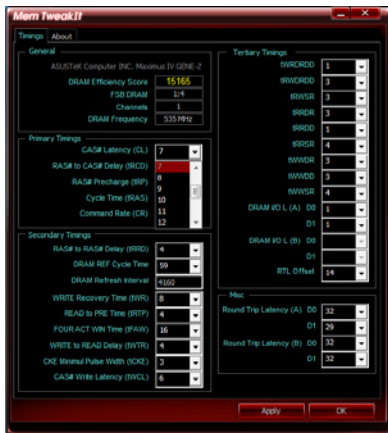 Mem TweakIt
Timings About
General
ASUSTeK Computer INC. Maximus IV GENE-Z
DRAM Efficiency Score 15165
FSB:DRAM 1:4
Channels 1
DRAM Frequency 535 MHz
Primary Timings
CAS# Latency (CL) 7
RAS# to CAS# Delay (tRCD) 7
RAS# Precharge (tRP) 8
9
Cycle Time (tRAS) 10
Command Rate (CR) 11
12
Secondary Timings
RAS# to RAS# Delay (tRRD) 4
DRAM REF Cycle Time 59
DRAM Refresh Interval 4160
WRITE Recovery Time (tWR) 8
READ to PRE Time (tRTP) 4
FOUR ACT WIN Time (tFAW) 16
WRITE to READ Delay (tWTR) 4
CKE Minimul Pulse Width (tCKE) 3
CAS# Write Latency (tWCL) 6
Tertiary Timings
tWRDRDD 1
tRWDRDD 3
tRWSR 3
tRRDR 3
tRRDD 1
tRRSR 4
tWWDR 3
tWWDD 3
tWWSR 4
DRAM I/O L (A) D0 1
D1 1
DRAM I/O L (B) D0
D1
RTL Offset 14
Misc
Round Trip Latency (A) D0 32
D1 29
Round Trip Latency (B) D0 32
D1 32
Apply OK